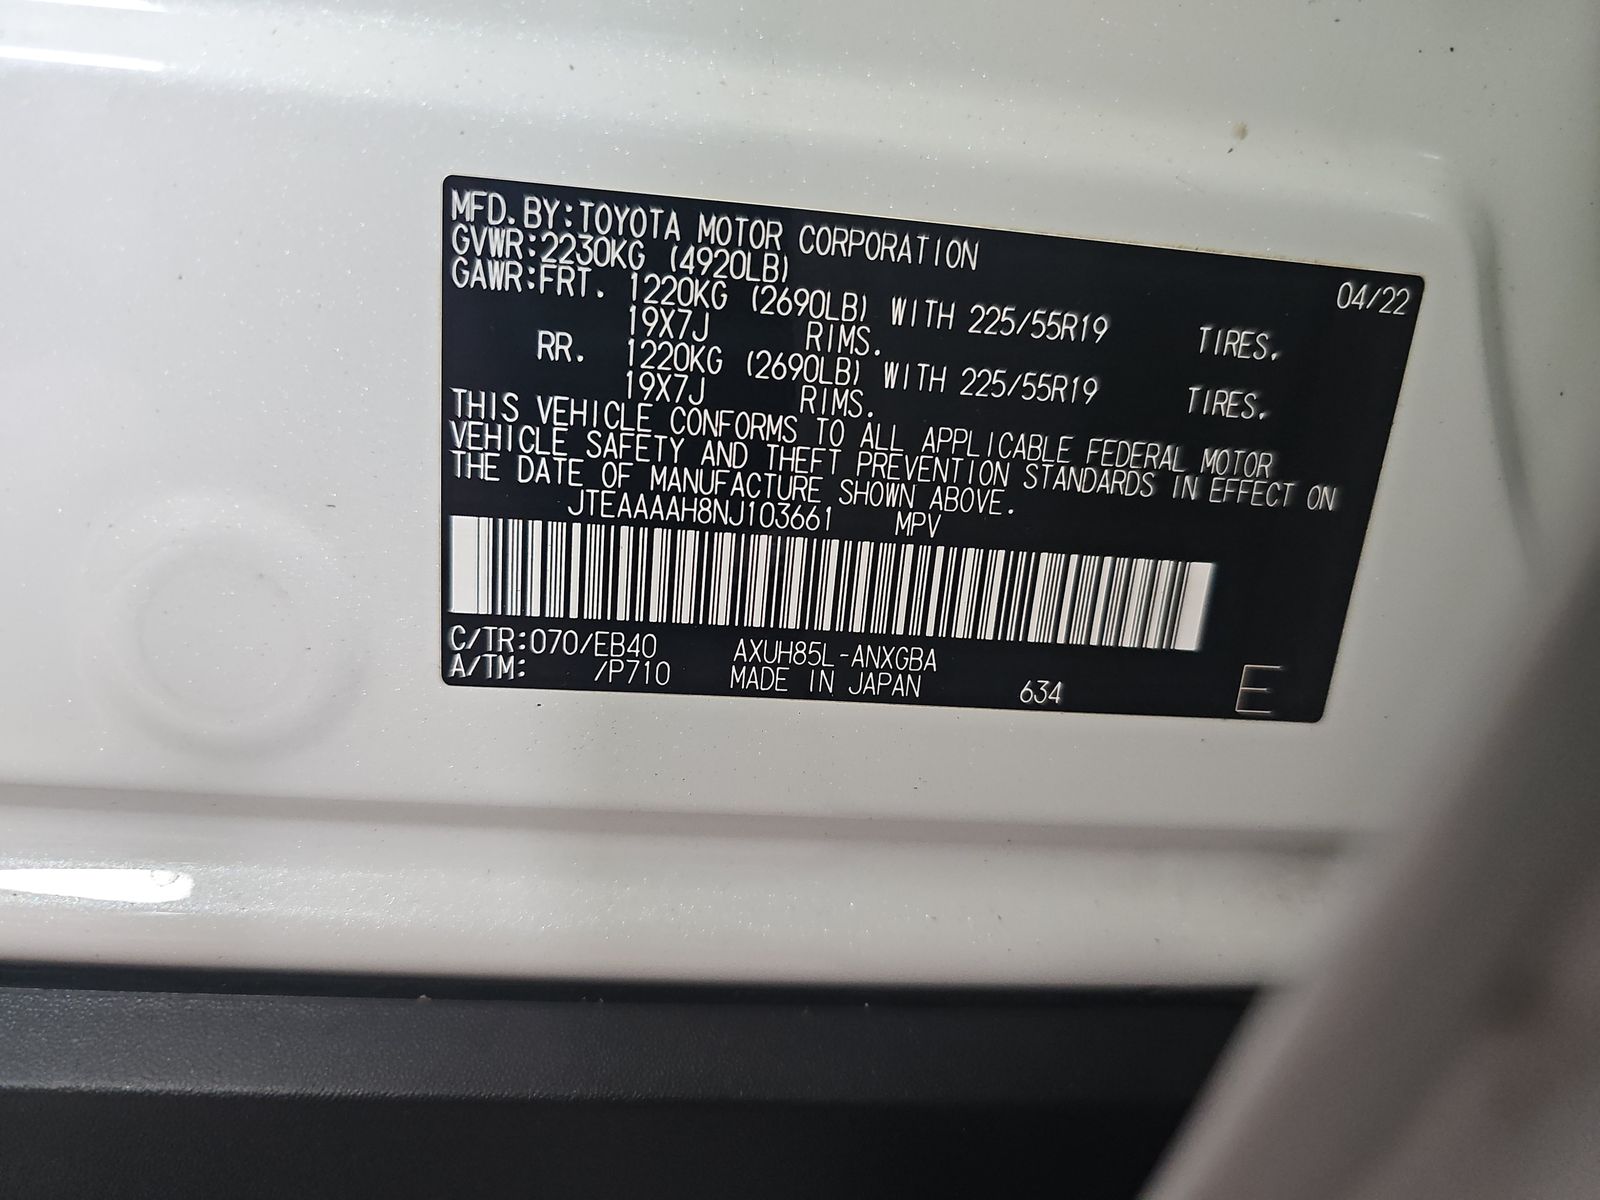 MFD. BY:TOYOTA MOTOR CORPORATION 04/22
GVWR:2230KG (4920LB)
GAWR:FRT. 1220KG (2690LB) WITH 225/55R19 TIRES,
19X7J RIMS.
RR. 1220KG (2690LB) WITH 225/55R19 TIRES,
19X7J RIMS.
THIS VEHICLE CONFORMS TO ALL APPLICABLE FEDERAL MOTOR
VEHICLE SAFETY AND THEFT PREVENTION STANDARDS IN EFFECT ON
THE DATE OF MANUFACTURE SHOWN ABOVE.
JTEAAAAH8NJ103661 MPV
C/TR:070/EB40 AXUH85L-ANXGBA
A/TM: /P710 MADE IN JAPAN 634 E